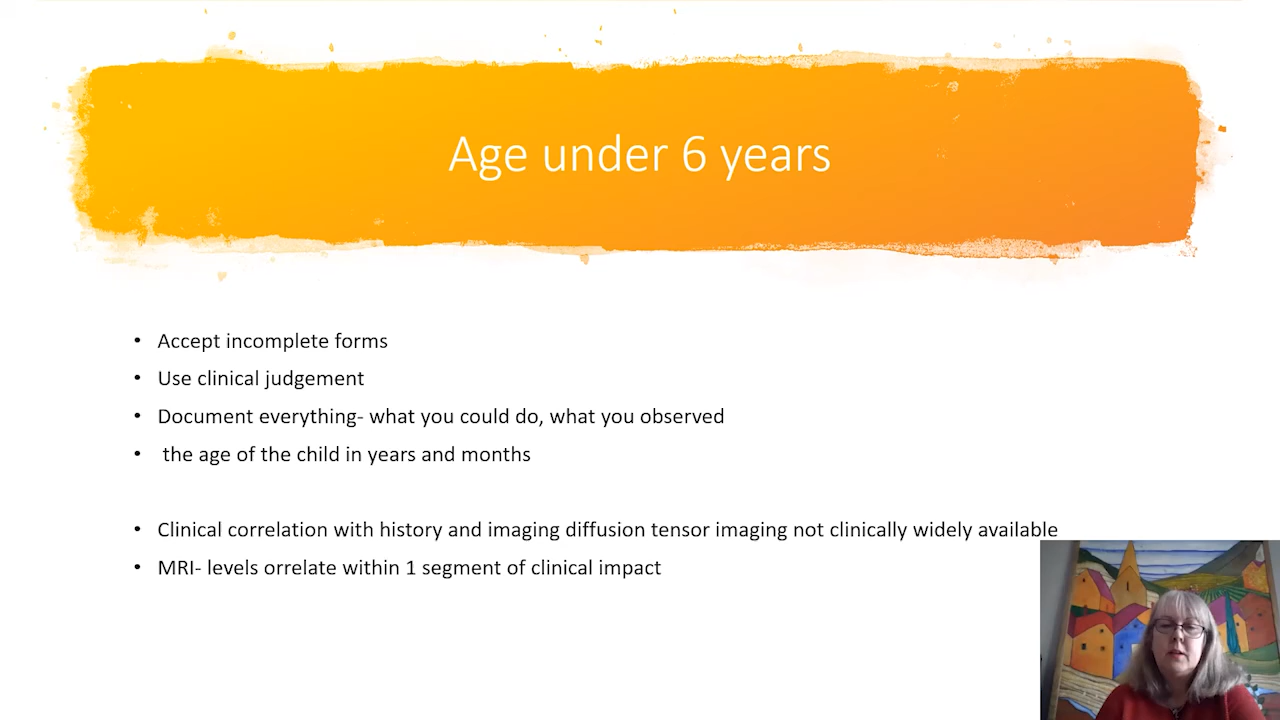 Age under 6 years
• Accept incomplete forms
• Use clinical judgement
• Document everything- what you could do, what you observed
• the age of the child in years and months
• Clinical correlation with history and imaging diffusion tensor imaging not clinically widely available
• MRI- levels orrelate within 1 segment of clinical impact